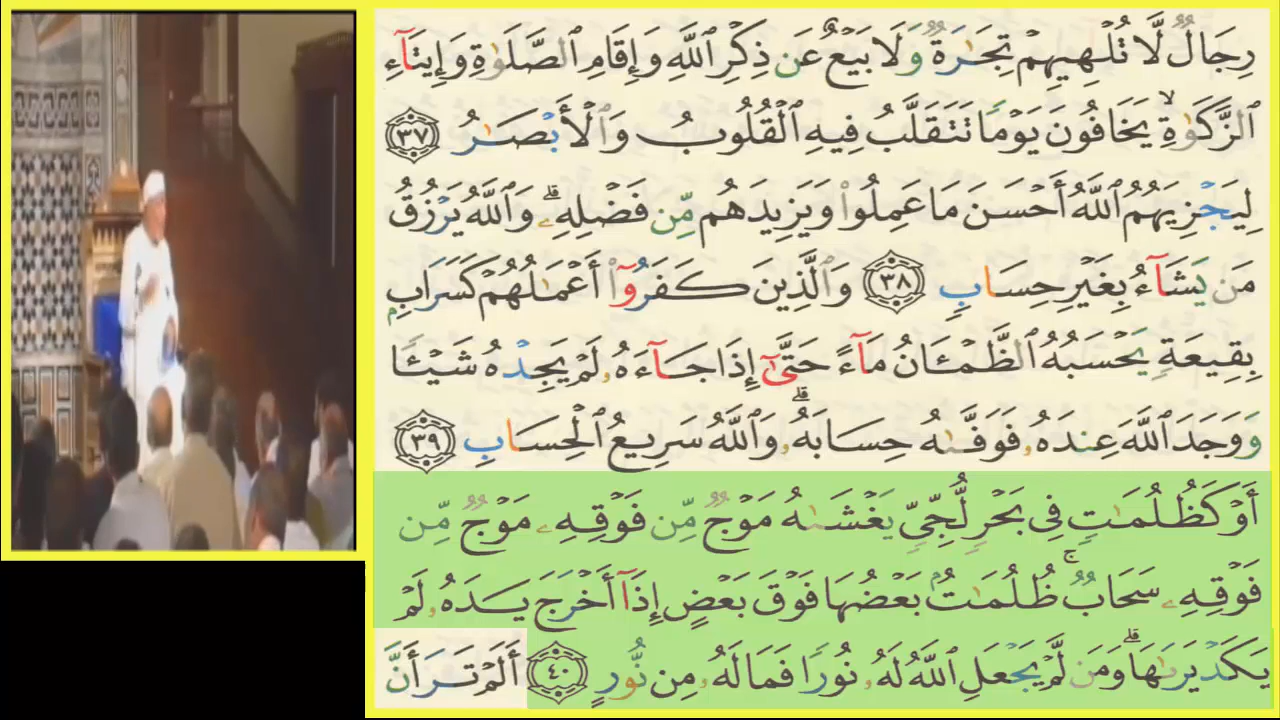 رِجَالٌ لَّا تُلْهِيهِمْ تِجَـٰرَةٌ وَلَا بَيْعٌ عَن ذِكْرِ ٱللَّهِ وَإِقَامِ ٱلصَّلَوٰةِ وَإِيتَآءِ
ٱلزَّكَوٰةِ ۙ يَخَافُونَ يَوْمًا تَتَقَلَّبُ فِيهِ ٱلْقُلُوبُ وَٱلْأَبْصَـٰرُ ٣٧
لِيَجْزِيَهُمُ ٱللَّهُ أَحْسَنَ مَا عَمِلُوا۟ وَيَزِيدَهُم مِّن فَضْلِهِۦ ۗ وَٱللَّهُ يَرْزُقُ
مَن يَشَآءُ بِغَيْرِ حِسَابٍ ٣٨ وَٱلَّذِينَ كَفَرُوٓا۟ أَعْمَـٰلُهُمْ كَسَرَابٍۭ
بِقِيعَةٍ يَحْسَبُهُ ٱلظَّمْـَٔانُ مَآءً حَتَّىٰٓ إِذَا جَآءَهُۥ لَمْ يَجِدْهُ شَيْـًٔا
وَوَجَدَ ٱللَّهَ عِندَهُۥ فَوَفَّىٰهُ حِسَابَهُۥ ۗ وَٱللَّهُ سَرِيعُ ٱلْحِسَابِ ٣٩
أَوْ كَظُلُمَـٰتٍ فِى بَحْرٍ لُّجِّىٍّ يَغْشَىٰهُ مَوْجٌ مِّن فَوْقِهِۦ مَوْجٌ مِّن
فَوْقِهِۦ سَحَابٌ ۚ ظُلُمَـٰتٌۢ بَعْضُهَا فَوْقَ بَعْضٍ إِذَآ أَخْرَجَ يَدَهُۥ لَمْ
يَكَدْ يَرَىٰهَا ۗ وَمَن لَّمْ يَجْعَلِ ٱللَّهُ لَهُۥ نُورًا فَمَا لَهُۥ مِن نُّورٍ ٤٠ أَلَمْ تَرَ أَنَّ